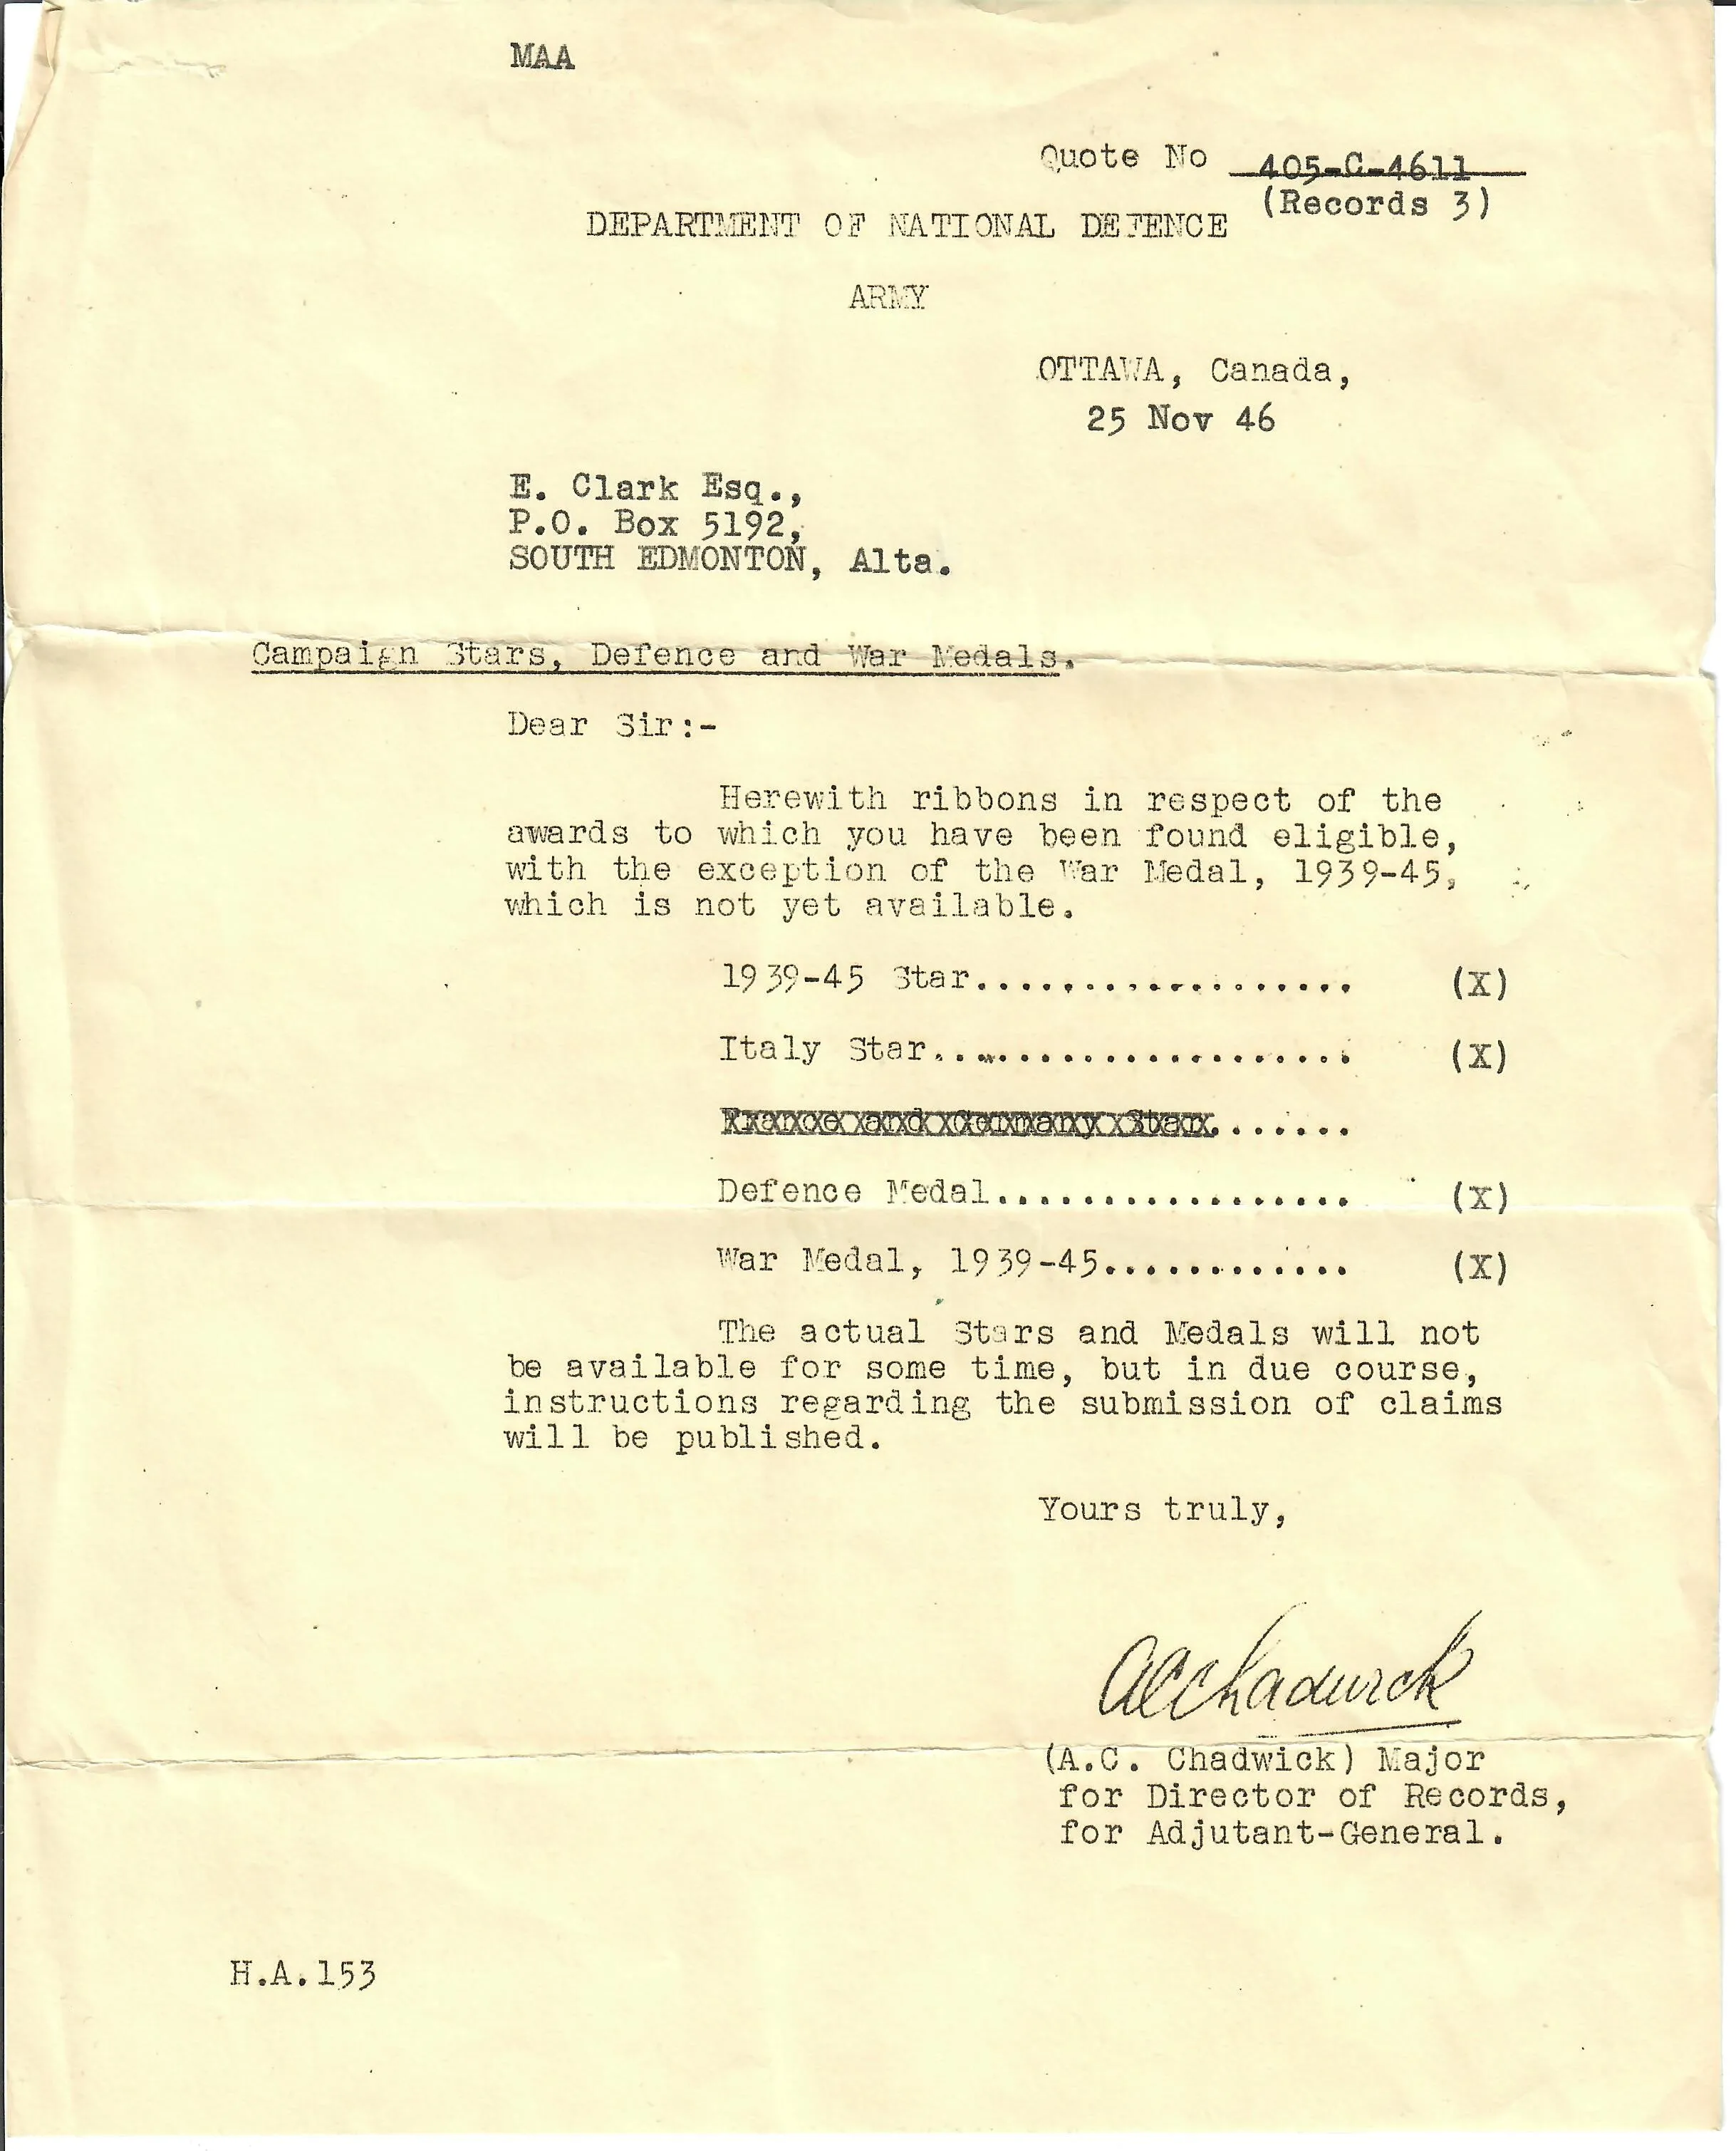 MAA
Quote No 405-C-4611
(Records 3)
DEPARTMENT OF NATIONAL DEFENCE
ARMY
OTTAWA, Canada,
25 Nov 46
E. Clark Esq.,
P.O. Box 5192,
SOUTH EDMONTON, Alta.
Campaign Stars, Defence and War Medals.
Dear Sir:-
Herewith ribbons in respect of the
awards to which you have been found eligible,
with the exception of the War Medal, 1939-45,
which is not yet available.
1939-45 Star.................. (X)
Italy Star.................... (X)
France and Germany Star.......
Defence Medal................. (X)
War Medal, 1939-45............ (X)
The actual Stars and Medals will not
be available for some time, but in due course,
instructions regarding the submission of claims
will be published.
Yours truly,
ACChadwick
(A.C. Chadwick) Major
for Director of Records,
for Adjutant-General.
H.A.153